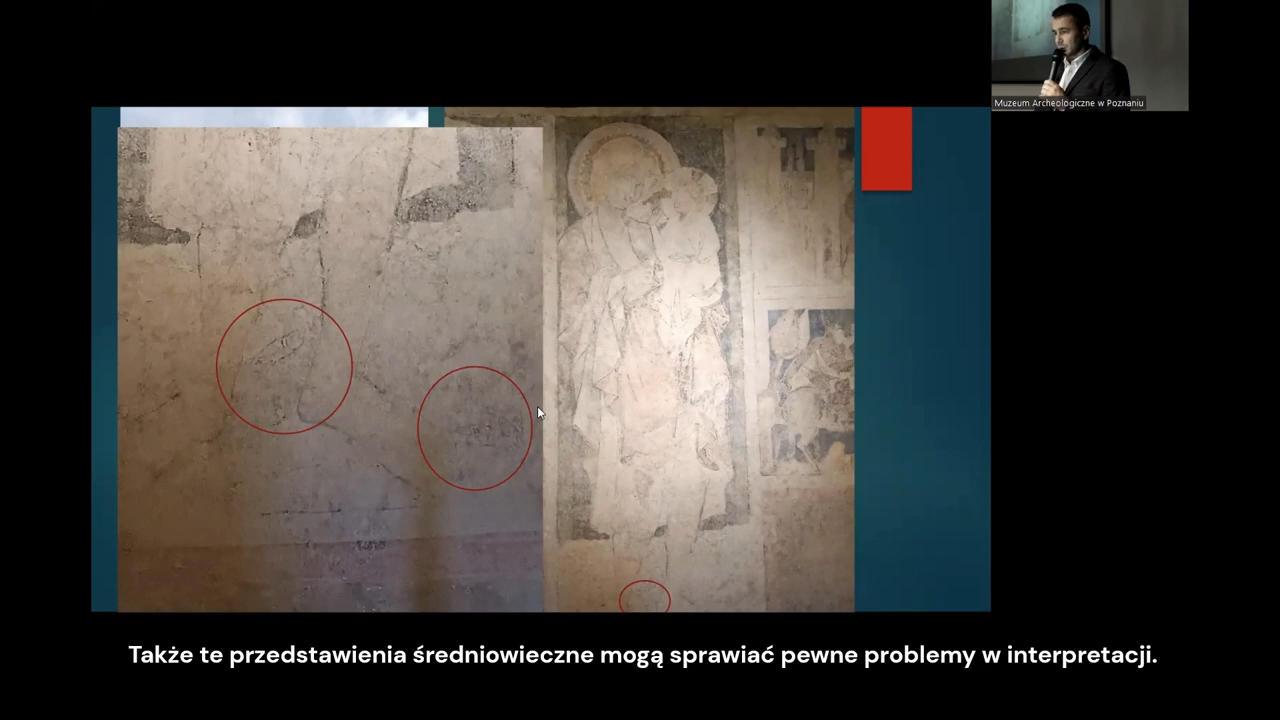 Muzeum Archeologiczne w Poznaniu
Także te przedstawienia średniowieczne mogą sprawiać pewne problemy w interpretacji.